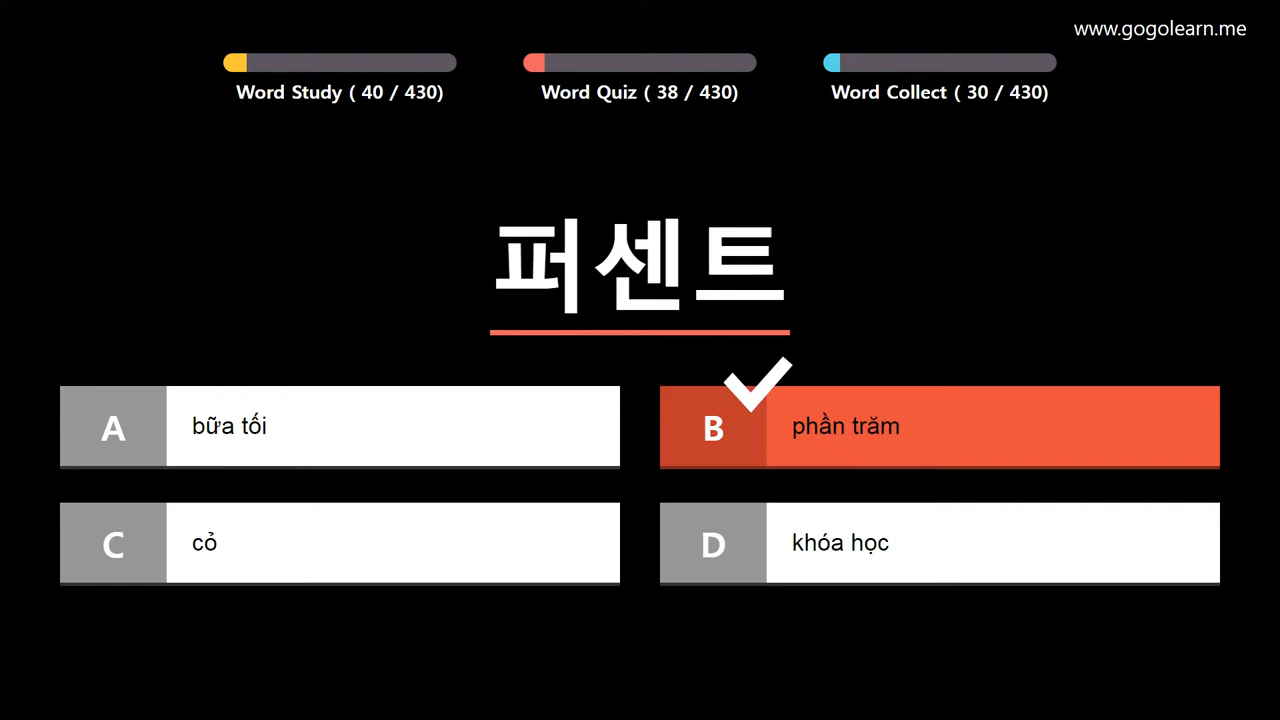 www.gogolearn.me
Word Study ( 40 / 430)
Word Quiz ( 38 / 430)
Word Collect ( 30 / 430)
퍼센트
A bữa tối
B phần trăm
C cỏ
D khóa học